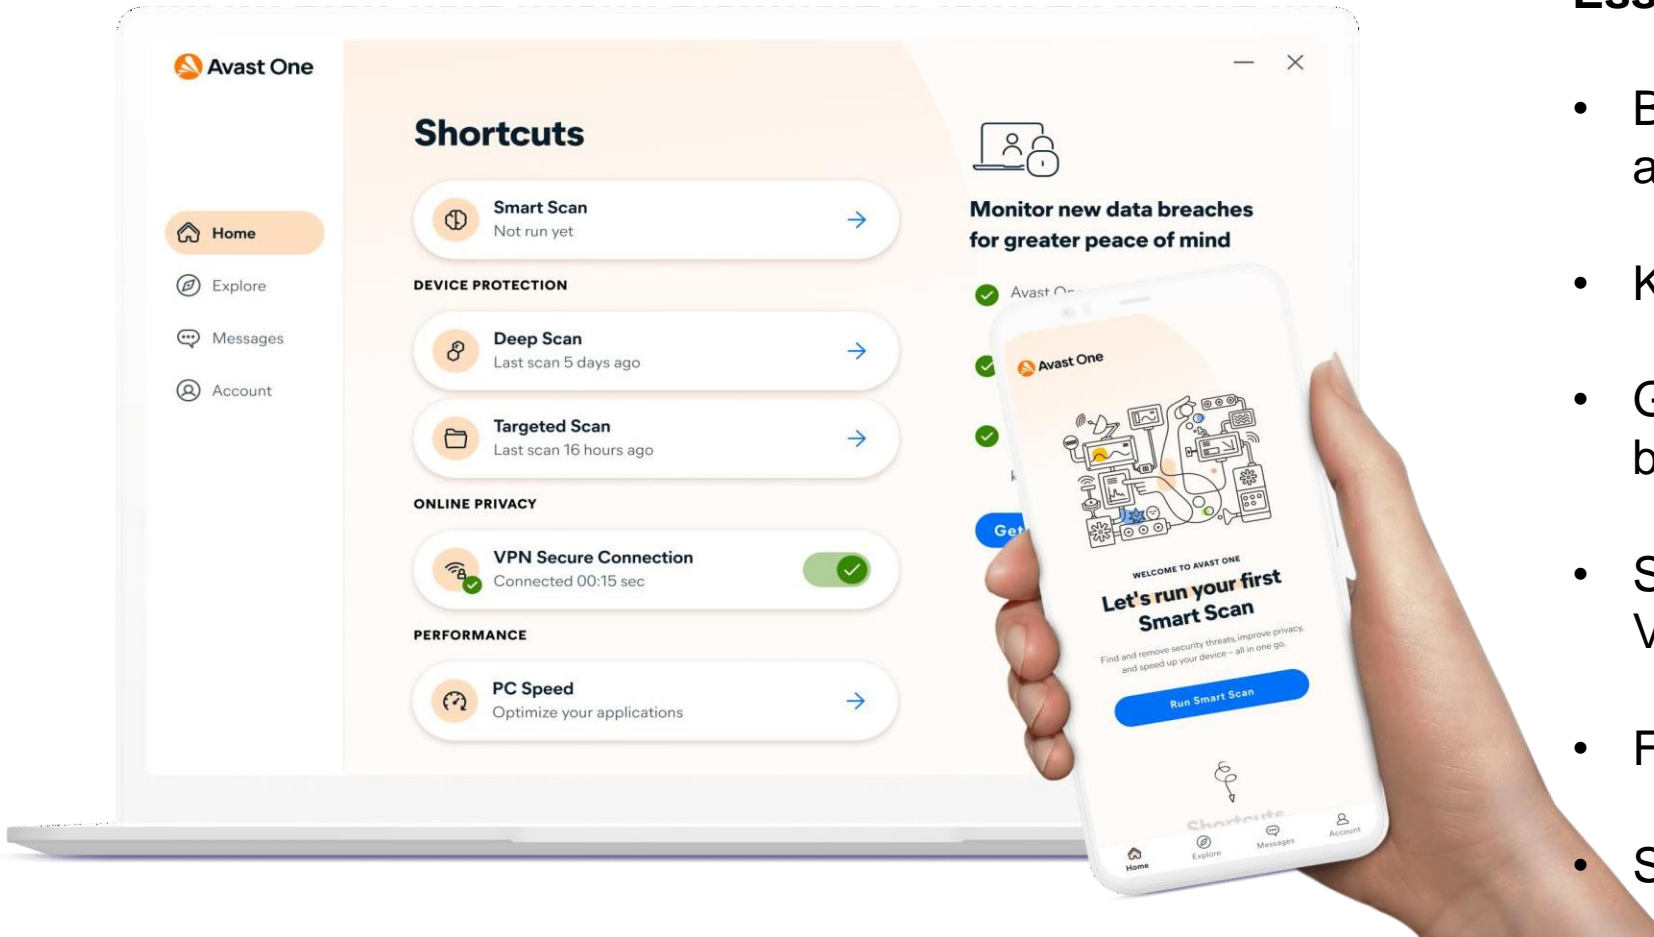 Avast One
Shortcuts
Smart Scan
Not run yet
Home
Explore
Messages
Account
DEVICE PROTECTION
Deep Scan
Last scan 5 days ago
Targeted Scan
Last scan 16 hours ago
ONLINE PRIVACY
VPN Secure Connection
Connected 00:15 sec
PERFORMANCE
PC Speed
Optimize your applications
Monitor new data breaches
for greater peace of mind
Avast
Get
Avast One
WELCOME TO AVAST ONE
Let's run your first
Smart Scan
Find and remove security threats, improve privacy,
and speed up your device – all in one go.
Run Smart Scan
Shortcuts
Home
Explore
Messages
Account